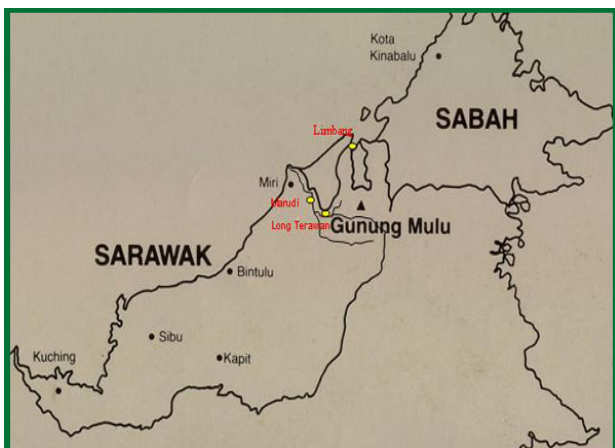 Kota
Kinabalu
SABAH
Limbang
Miri
Marudi
Long Terawan
Gunung Mulu
SARAWAK
Bintulu
Sibu
Kapit
Kuching